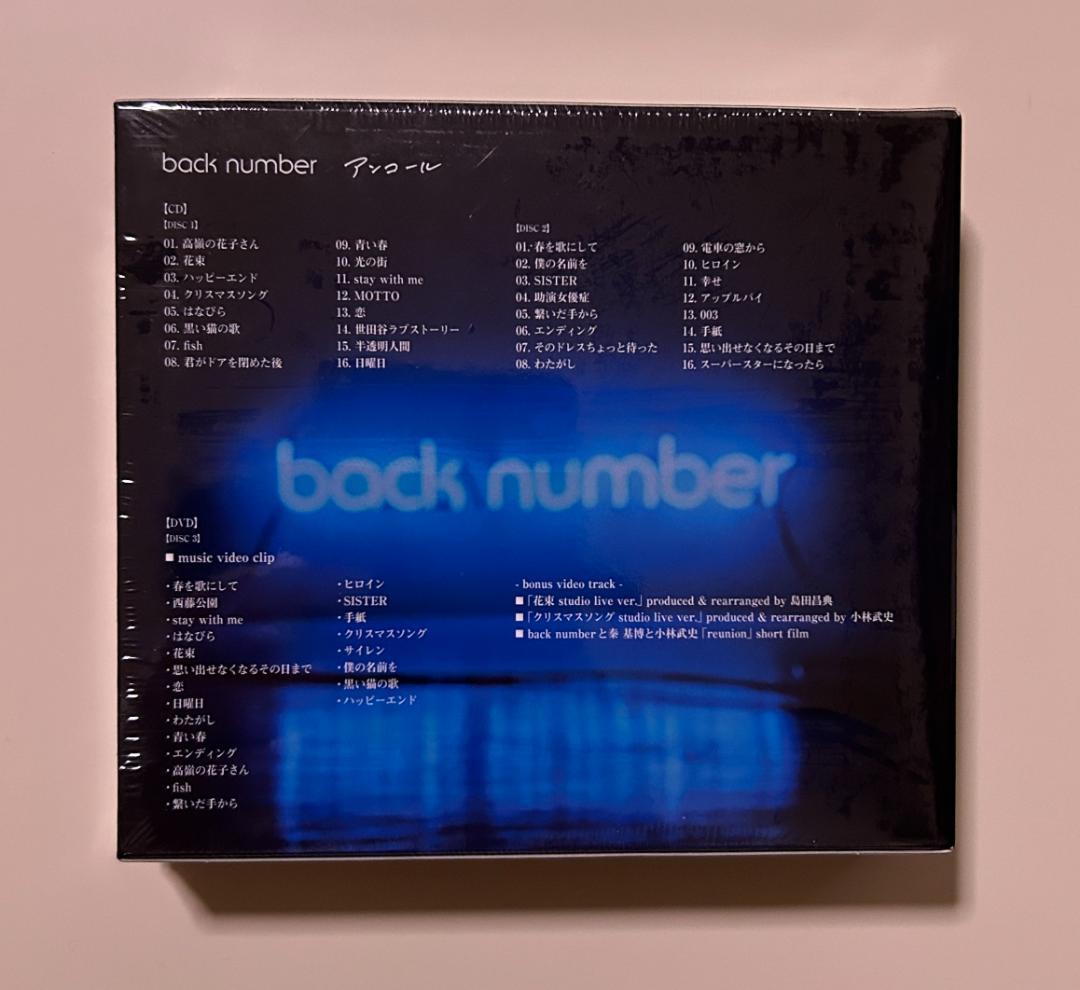 back number アンコール
【CD】
【DISC 1】
01. 高嶺の花子さん
02. 花束
03. ハッピーエンド
04. クリスマスソング
05. はなびら
06. 黒い猫の歌
07. fish
08. 君がドアを閉めた後
09. 青い春
10. 光の街
11. stay with me
12. MOTTO
13. 恋
14. 世田谷ラブストーリー
15. 半透明人間
16. 日曜日
【DISC 2】
01. 春を歌にして
02. 僕の名前を
03. SISTER
04. 助演女優症
05. 繋いだ手から
06. エンディング
07. そのドレスちょっと待った
08. わたがし
09. 電車の窓から
10. ヒロイン
11. 幸せ
12. アップルパイ
13. 003
14. 手紙
15. 思い出せなくなるその日まで
16. スーパースターになったら
back number
【DVD】
【DISC 3】
■ music video clip
・春を歌にして
・西藤公園
・stay with me
・はなびら
・花束
・思い出せなくなるその日まで
・恋
・日曜日
・わたがし
・青い春
・エンディング
・高嶺の花子さん
・fish
・繋いだ手から
・ヒロイン
・SISTER
・手紙
・クリスマスソング
・サイレン
・僕の名前を
・黒い猫の歌
・ハッピーエンド
- bonus video track -
■「花束 studio live ver.」produced & rearranged by 島田昌典
■「クリスマスソング studio live ver.」produced & rearranged by 小林武史
■ back numberと秦 基博と小林武史「reunion」short film